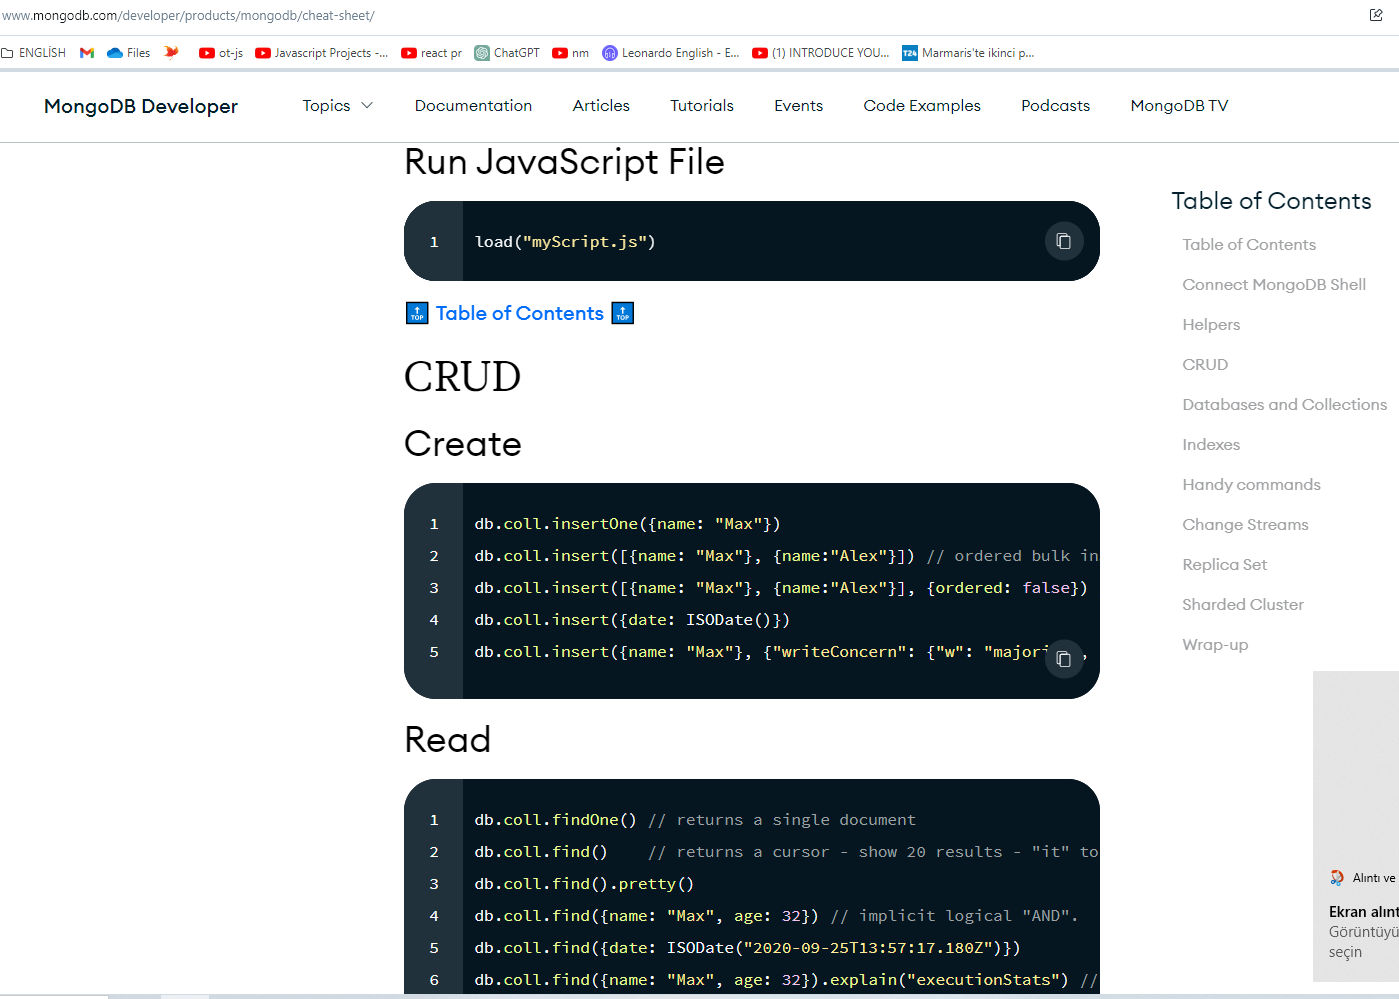 www.mongodb.com/developer/products/mongodb/cheat-sheet/
ENGLİSH Files ot-js Javascript Projects -... react pr ChatGPT nm Leonardo English - E... (1) INTRODUCE YOU... T24 Marmaris'te ikinci p...
MongoDB Developer Topics Documentation Articles Tutorials Events Code Examples Podcasts MongoDB TV
Run JavaScript File
1 load("myScript.js")
TOP Table of Contents TOP
CRUD
Create
1 db.coll.insertOne({name: "Max"})
2 db.coll.insert([{name: "Max"}, {name:"Alex"}]) // ordered bulk in
3 db.coll.insert([{name: "Max"}, {name:"Alex"}], {ordered: false})
4 db.coll.insert({date: ISODate()})
5 db.coll.insert({name: "Max"}, {"writeConcern": {"w": "majori ,
Read
1 db.coll.findOne() // returns a single document
2 db.coll.find()    // returns a cursor - show 20 results - "it" to
3 db.coll.find().pretty()
4 db.coll.find({name: "Max", age: 32}) // implicit logical "AND".
5 db.coll.find({date: ISODate("2020-09-25T13:57:17.180Z")})
6 db.coll.find({name: "Max", age: 32}).explain("executionStats") //
Table of Contents
Table of Contents
Connect MongoDB Shell
Helpers
CRUD
Databases and Collections
Indexes
Handy commands
Change Streams
Replica Set
Sharded Cluster
Wrap-up
Alıntı ve
Ekran alınt
Görüntüyü
seçin